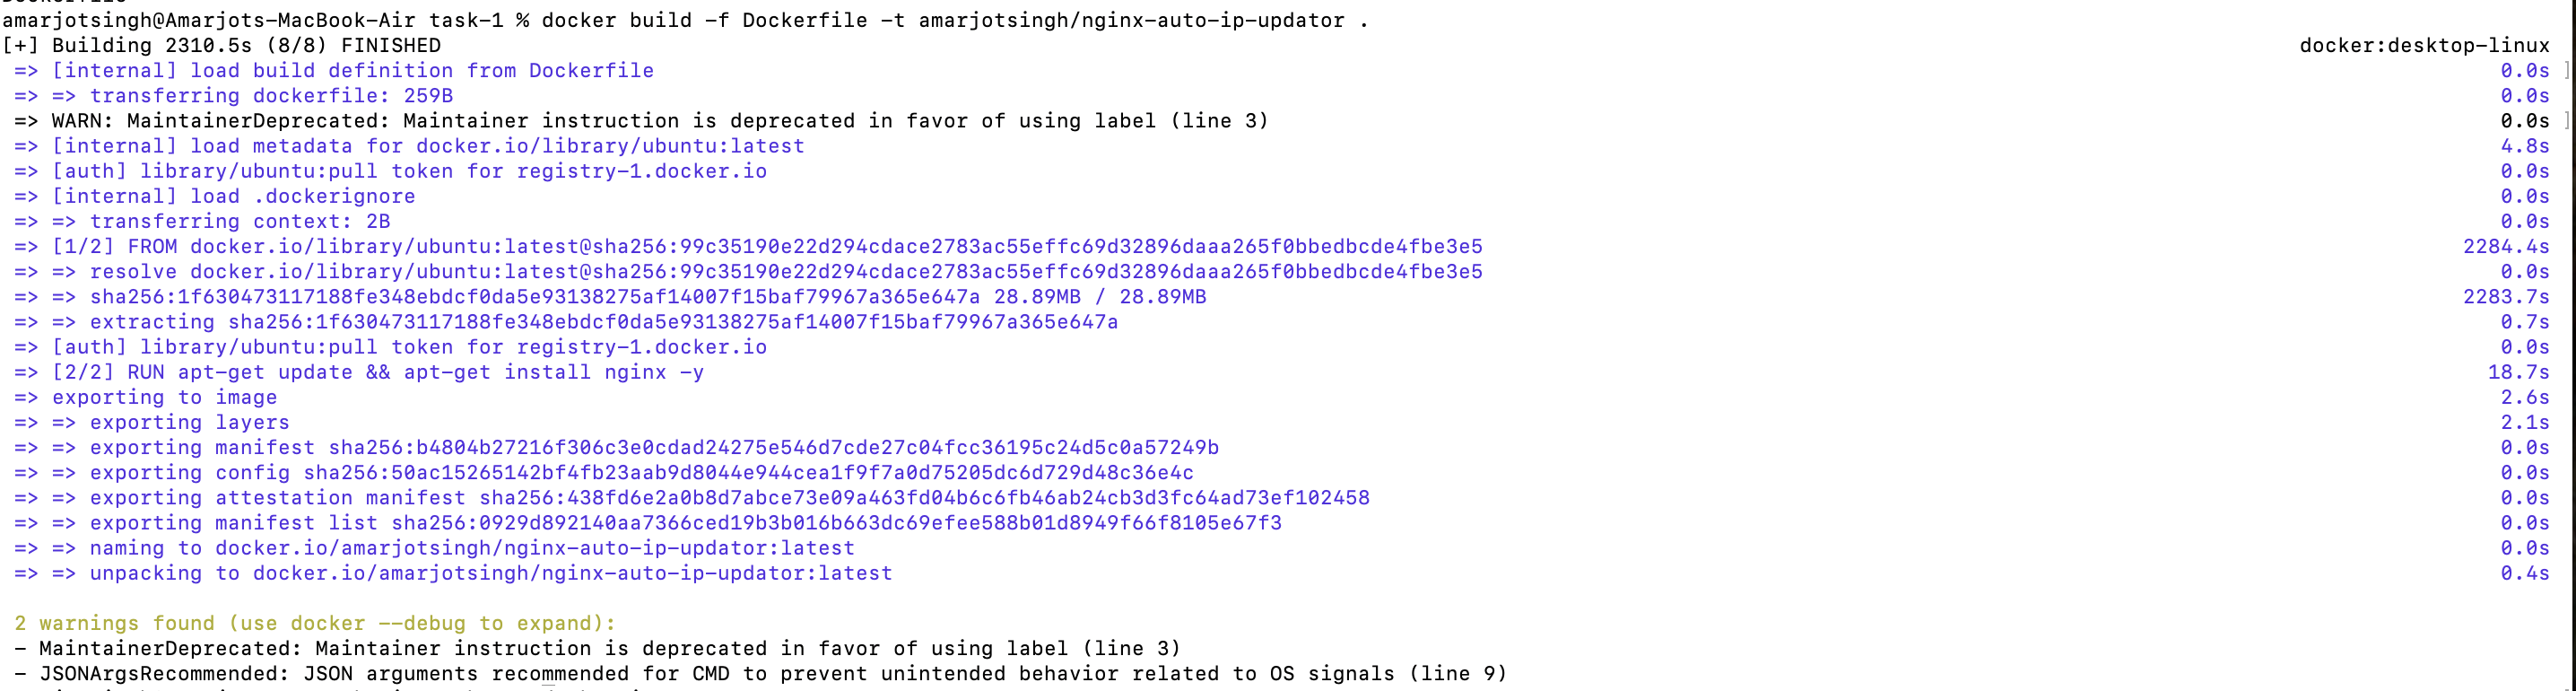 amarjotsingh@Amarjots-MacBook-Air task-1 % docker build -f Dockerfile -t amarjotsingh/nginx-auto-ip-updator .
[+] Building 2310.5s (8/8) FINISHED docker:desktop-linux
=> [internal] load build definition from Dockerfile 0.0s
=> => transferring dockerfile: 259B 0.0s
=> WARN: MaintainerDeprecated: Maintainer instruction is deprecated in favor of using label (line 3) 0.0s
=> [internal] load metadata for docker.io/library/ubuntu:latest 4.8s
=> [auth] library/ubuntu:pull token for registry-1.docker.io 0.0s
=> [internal] load .dockerignore 0.0s
=> => transferring context: 2B 0.0s
=> [1/2] FROM docker.io/library/ubuntu:latest@sha256:99c35190e22d294cdace2783ac55effc69d32896daaa265f0bbedbcde4fbe3e5 2284.4s
=> => resolve docker.io/library/ubuntu:latest@sha256:99c35190e22d294cdace2783ac55effc69d32896daaa265f0bbedbcde4fbe3e5 0.0s
=> => sha256:1f630473117188fe348ebdcf0da5e93138275af14007f15baf79967a365e647a 28.89MB / 28.89MB 2283.7s
=> => extracting sha256:1f630473117188fe348ebdcf0da5e93138275af14007f15baf79967a365e647a 0.7s
=> [auth] library/ubuntu:pull token for registry-1.docker.io 0.0s
=> [2/2] RUN apt-get update && apt-get install nginx -y 18.7s
=> exporting to image 2.6s
=> => exporting layers 2.1s
=> => exporting manifest sha256:b4804b27216f306c3e0cdad24275e546d7cde27c04fcc36195c24d5c0a57249b 0.0s
=> => exporting config sha256:50ac15265142bf4fb23aab9d8044e944cea1f9f7a0d75205dc6d729d48c36e4c 0.0s
=> => exporting attestation manifest sha256:438fd6e2a0b8d7abce73e09a463fd04b6c6fb46ab24cb3d3fc64ad73ef102458 0.0s
=> => exporting manifest list sha256:0929d892140aa7366ced19b3b016b663dc69efee588b01d8949f66f8105e67f3 0.0s
=> => naming to docker.io/amarjotsingh/nginx-auto-ip-updator:latest 0.0s
=> => unpacking to docker.io/amarjotsingh/nginx-auto-ip-updator:latest 0.4s
2 warnings found (use docker --debug to expand):
- MaintainerDeprecated: Maintainer instruction is deprecated in favor of using label (line 3)
- JSONArgsRecommended: JSON arguments recommended for CMD to prevent unintended behavior related to OS signals (line 9)